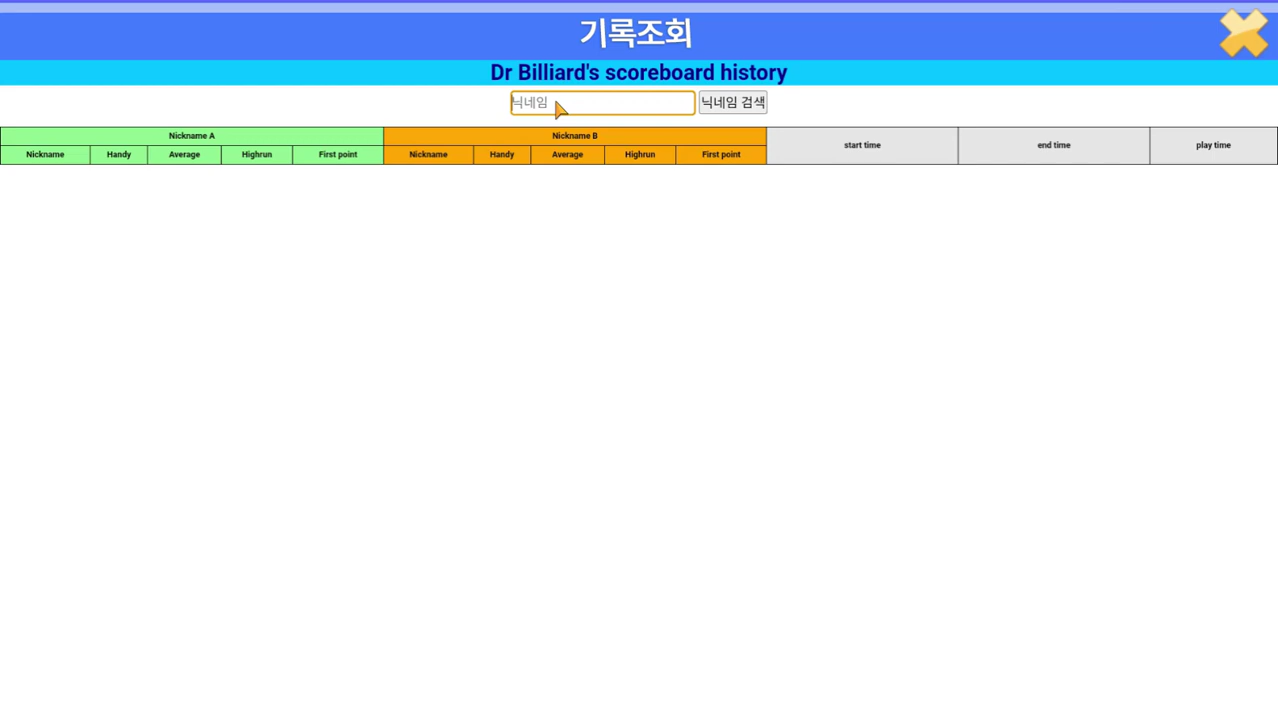 기록조회
Dr Billiard's scoreboard history
닉네임 닉네임 검색
Nickname A Nickname B start time end time play time
Nickname Handy Average Highrun First point Nickname Handy Average Highrun First point